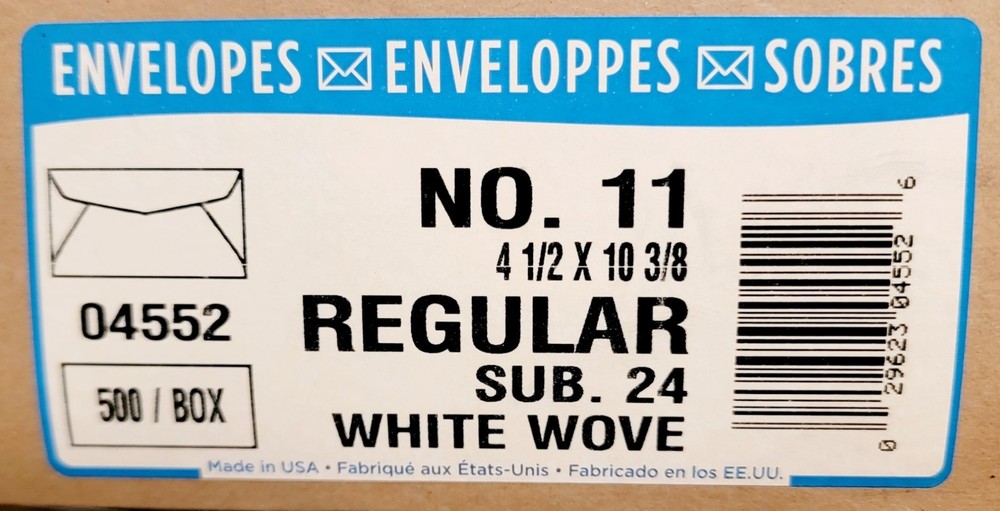 ENVELOPES ENVELOPPES SOBRES
NO. 11
4 1/2 X 10 3/8
REGULAR
SUB. 24
WHITE WOVE
04552
500 / BOX
0 29623 04552 6
Made in USA • Fabriqué aux États-Unis • Fabricado en los EE.UU.